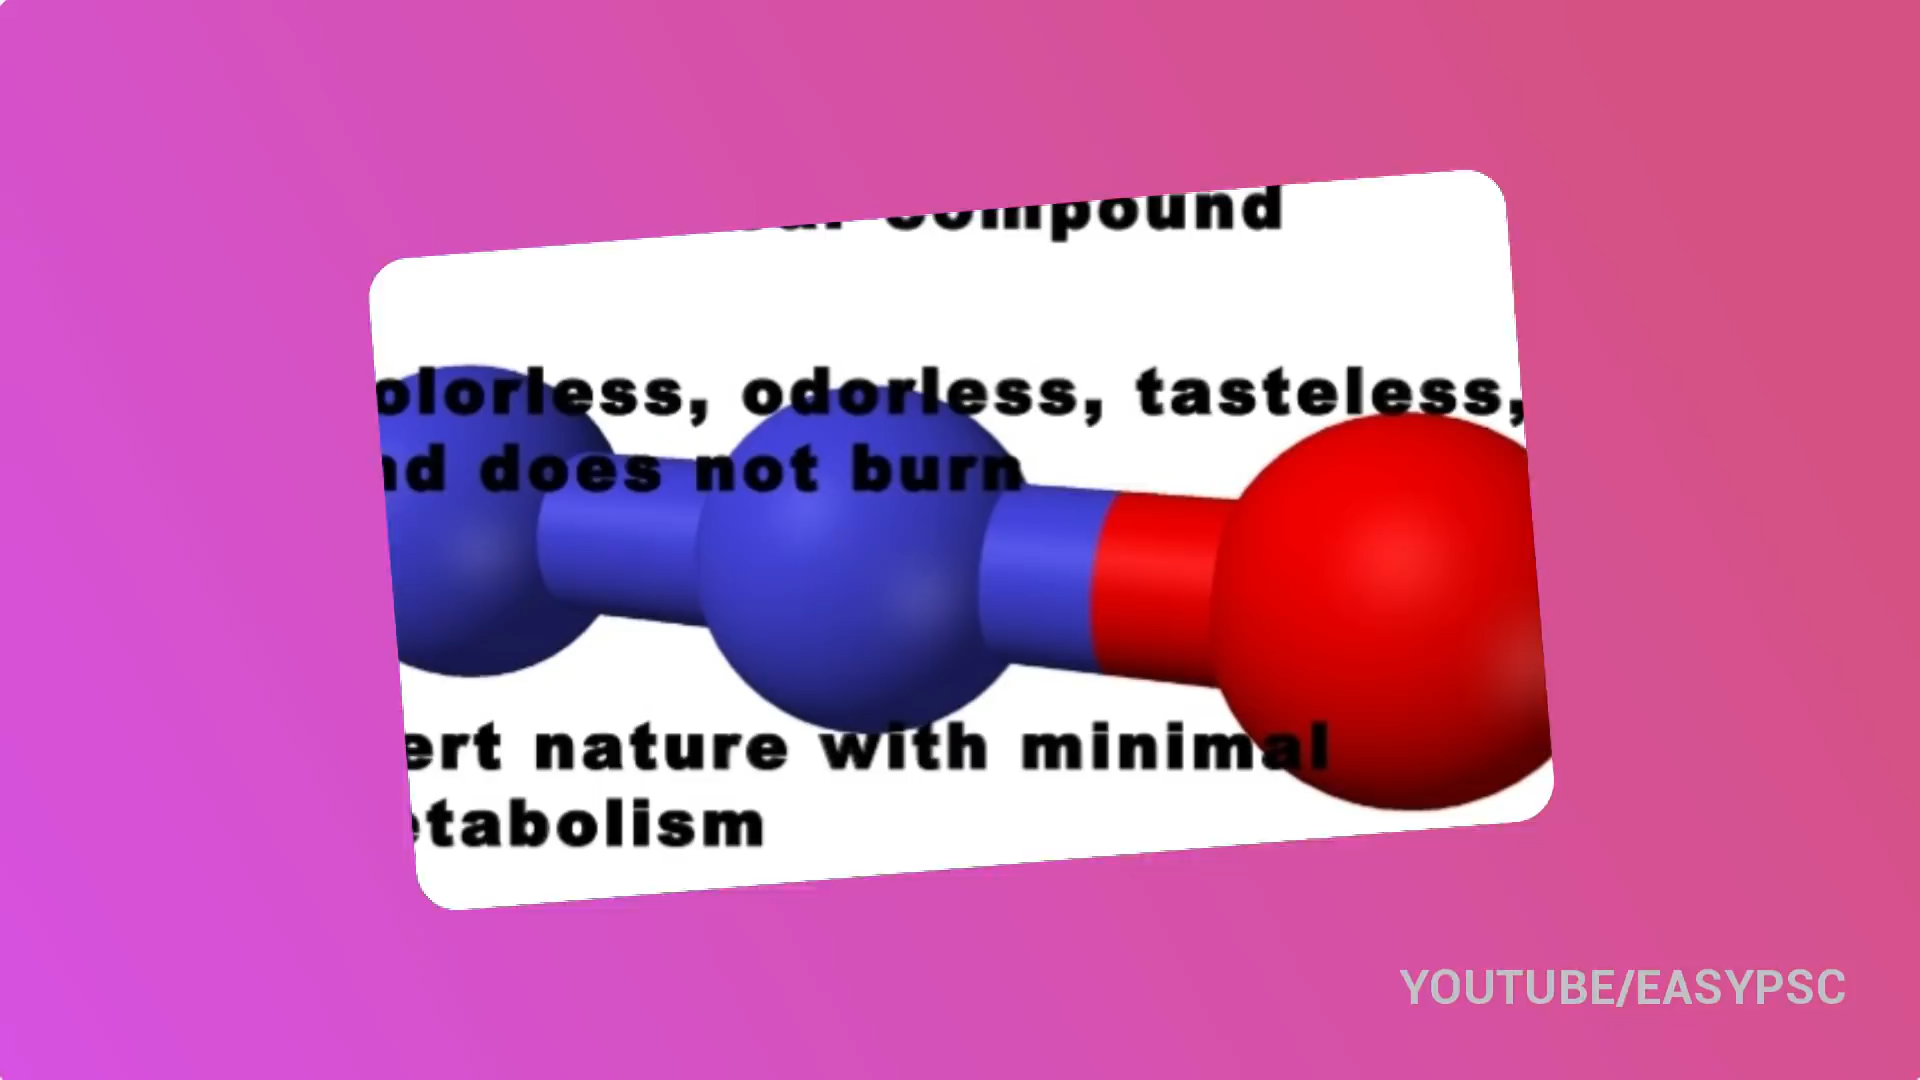 compound
olorless, odorless, tasteless,
nd does not burn
ert nature with minimal
etabolism
YOUTUBE/EASYPSC